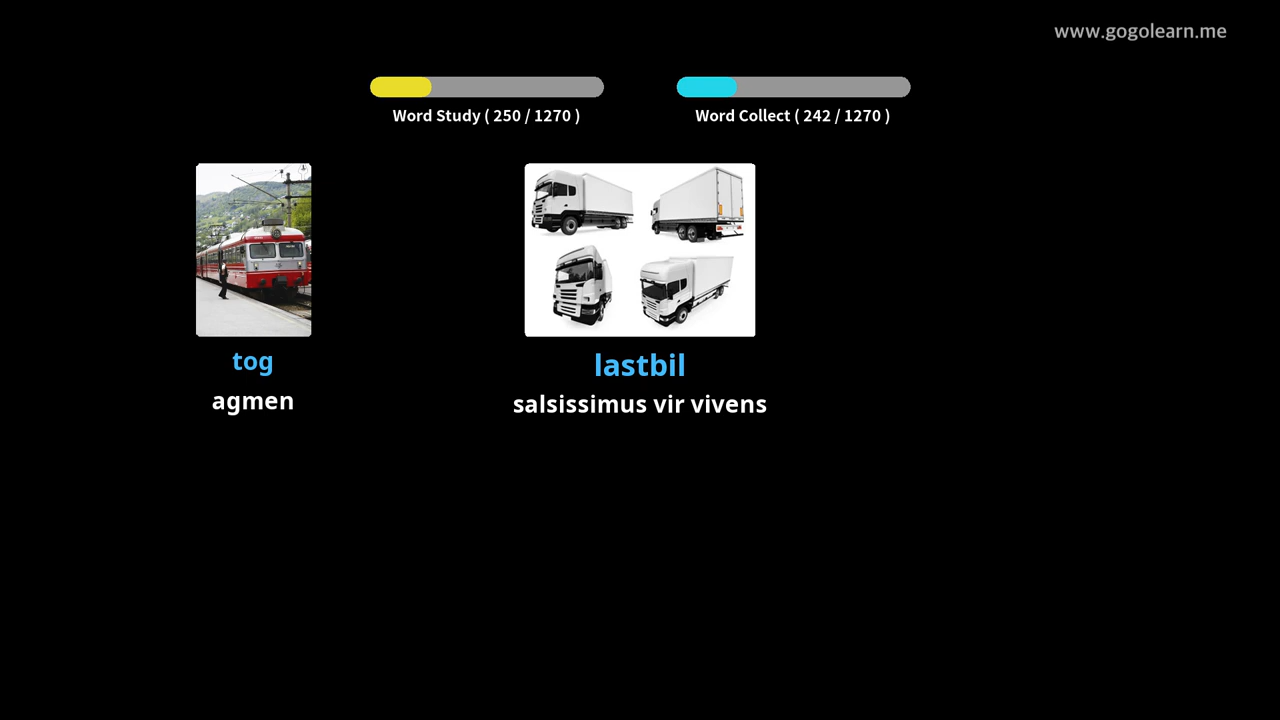 www.gogolearn.me
Word Study ( 250 / 1270 )
Word Collect ( 242 / 1270 )
tog
agmen
lastbil
salsissimus vir vivens